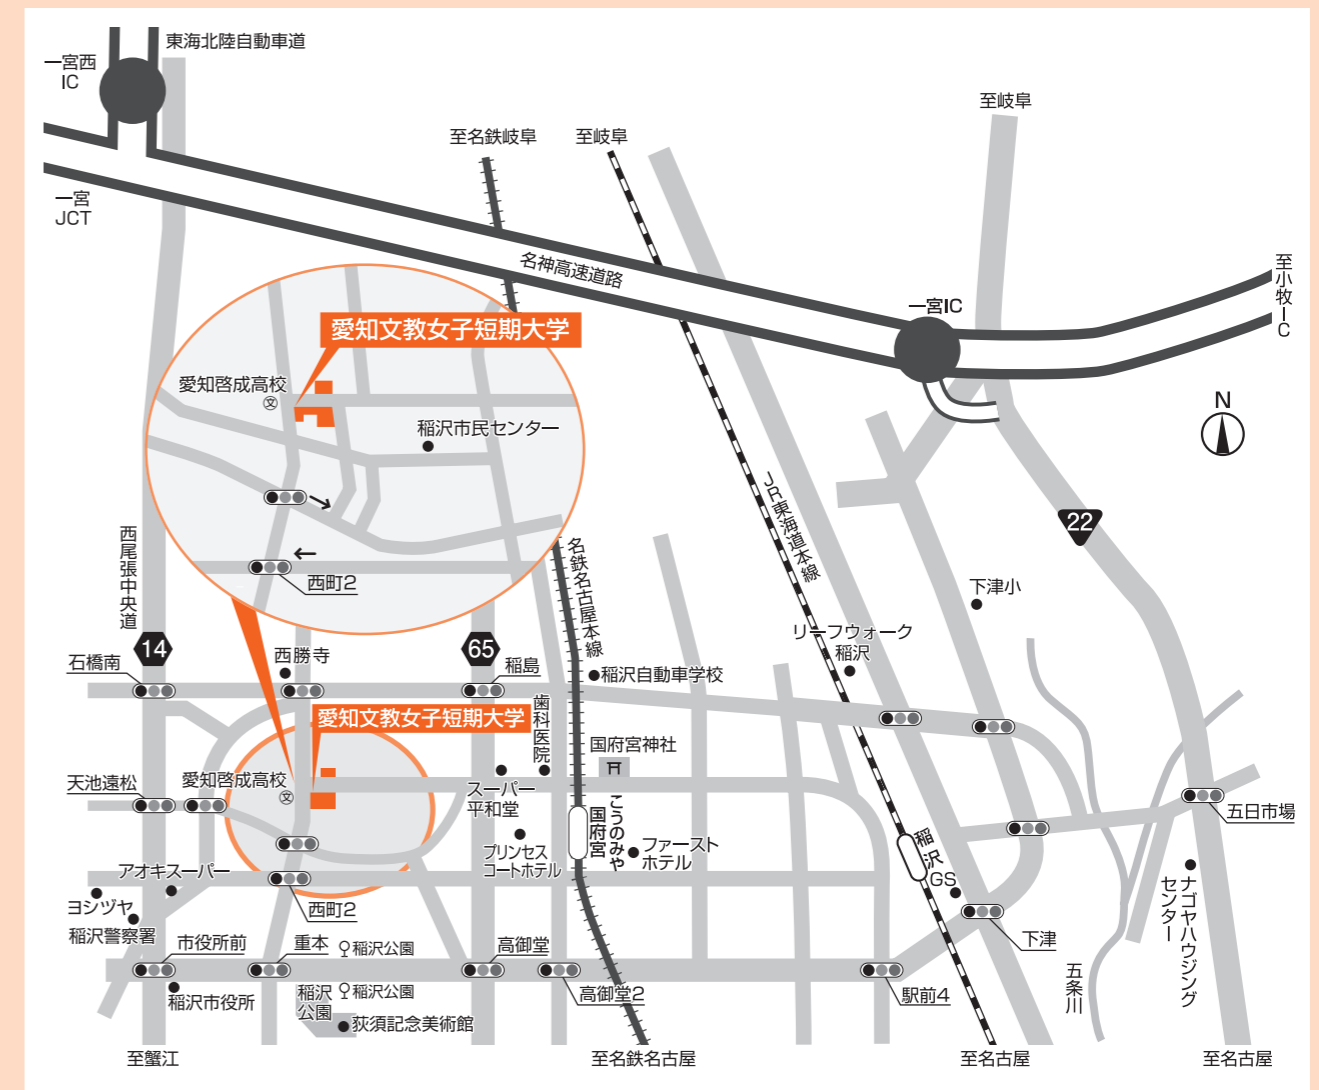 東海北陸自動車道
一宮西
IC
一宮
JCT
至名鉄岐阜
至岐阜
至岐阜
名神高速道路
一宮IC
至小牧IC
N
愛知文教女子短期大学
愛知啓成高校
文
稲沢市民センター
西町2
西尾張中央道
名鉄名古屋本線
JR東海道本線
22
下津小
リーフウォーク
稲沢
14
65
石橋南
西勝寺
稲島
稲沢自動車学校
愛知文教女子短期大学
歯科医院
国府宮神社
愛知啓成高校
文
天池遠松
スーパー
平和堂
プリンセス
コートホテル
国府宮
こうのみや
ファースト
ホテル
稲沢
GS
五日市場
アオキスーパー
ヨシヅヤ
稲沢警察署
西町2
ナゴヤハウジング
センター
市役所前
重本
稲沢公園
高御堂
下津
稲沢市役所
稲沢
公園
稲沢公園
高御堂2
駅前4
五条川
荻須記念美術館
至蟹江
至名鉄名古屋
至名古屋
至名古屋